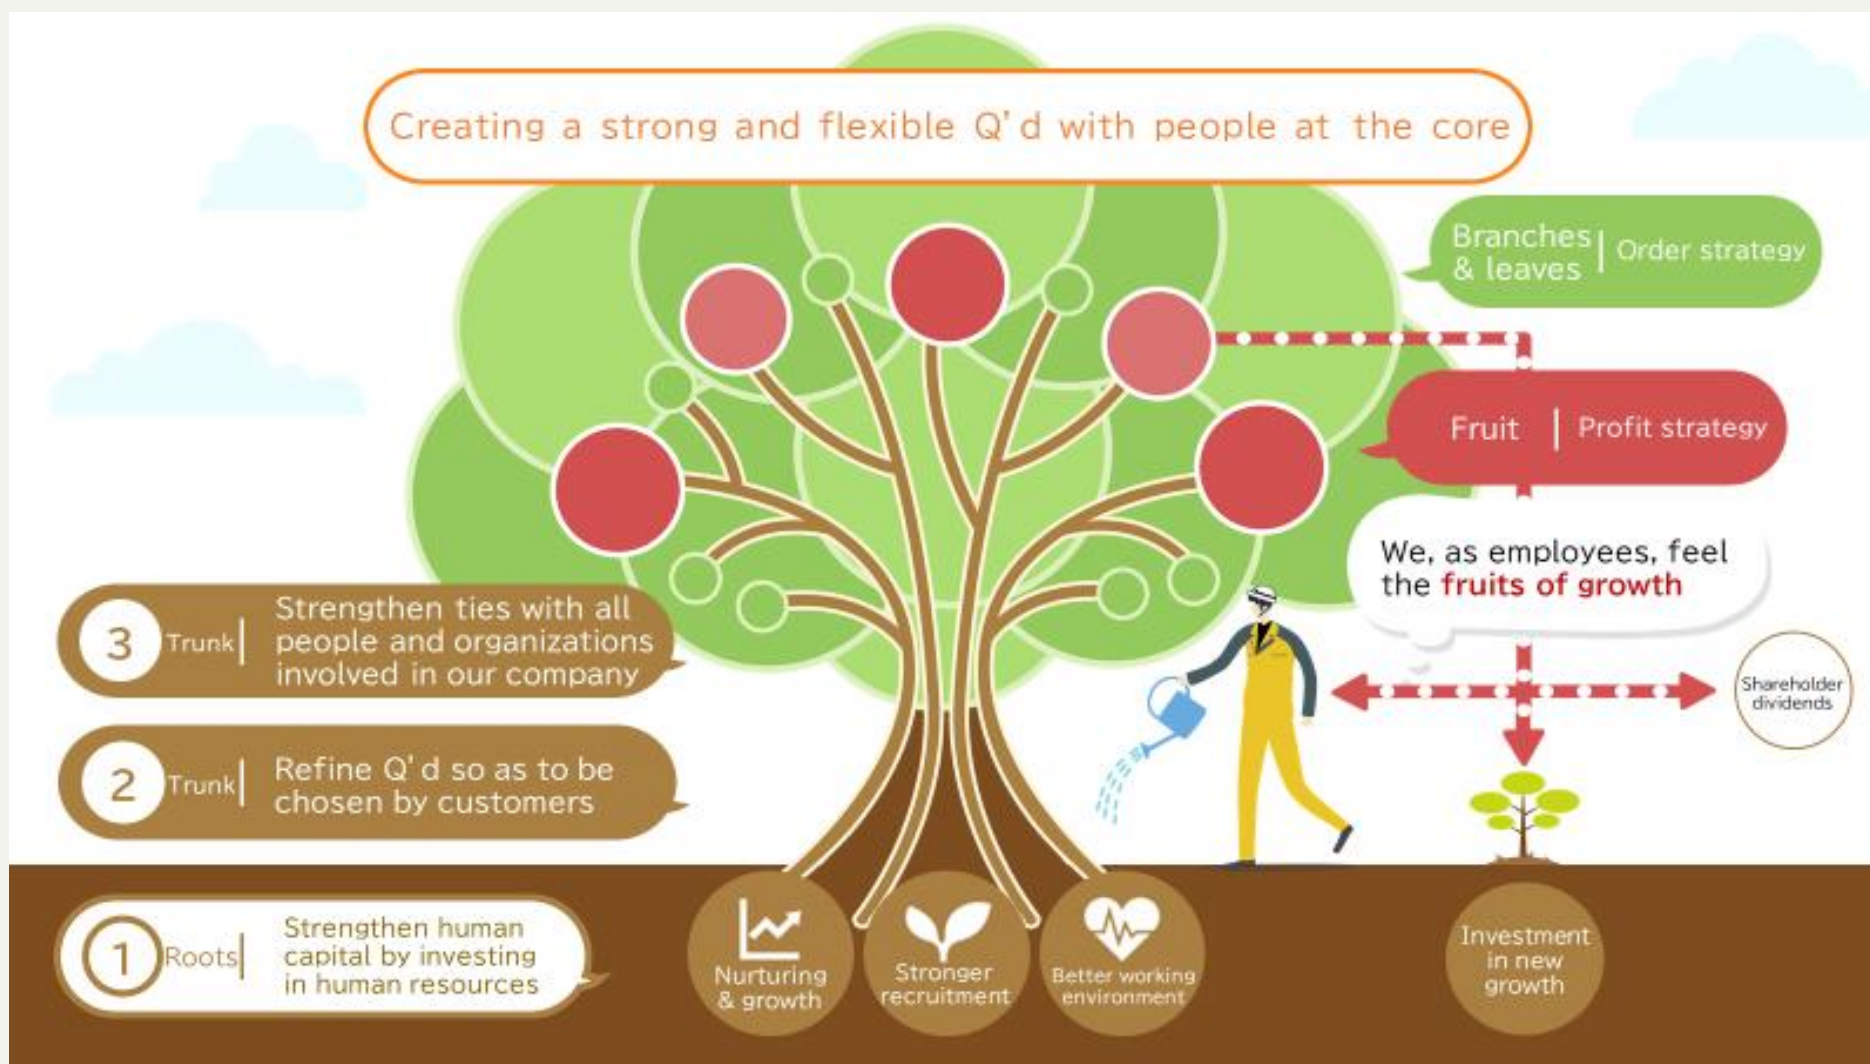 Creating a strong and flexible Q'd with people at the core
Branches
& leaves
Order strategy
Fruit
Profit strategy
We, as employees, feel
the fruits of growth
Shareholder
dividends
3
Trunk
Strengthen ties with all
people and organizations
involved in our company
2
Trunk
Refine Q'd so as to be
chosen by customers
1
Roots
Strengthen human
capital by investing
in human resources
Nurturing
& growth
Stronger
recruitment
Better working
environment
Investment
in new
growth